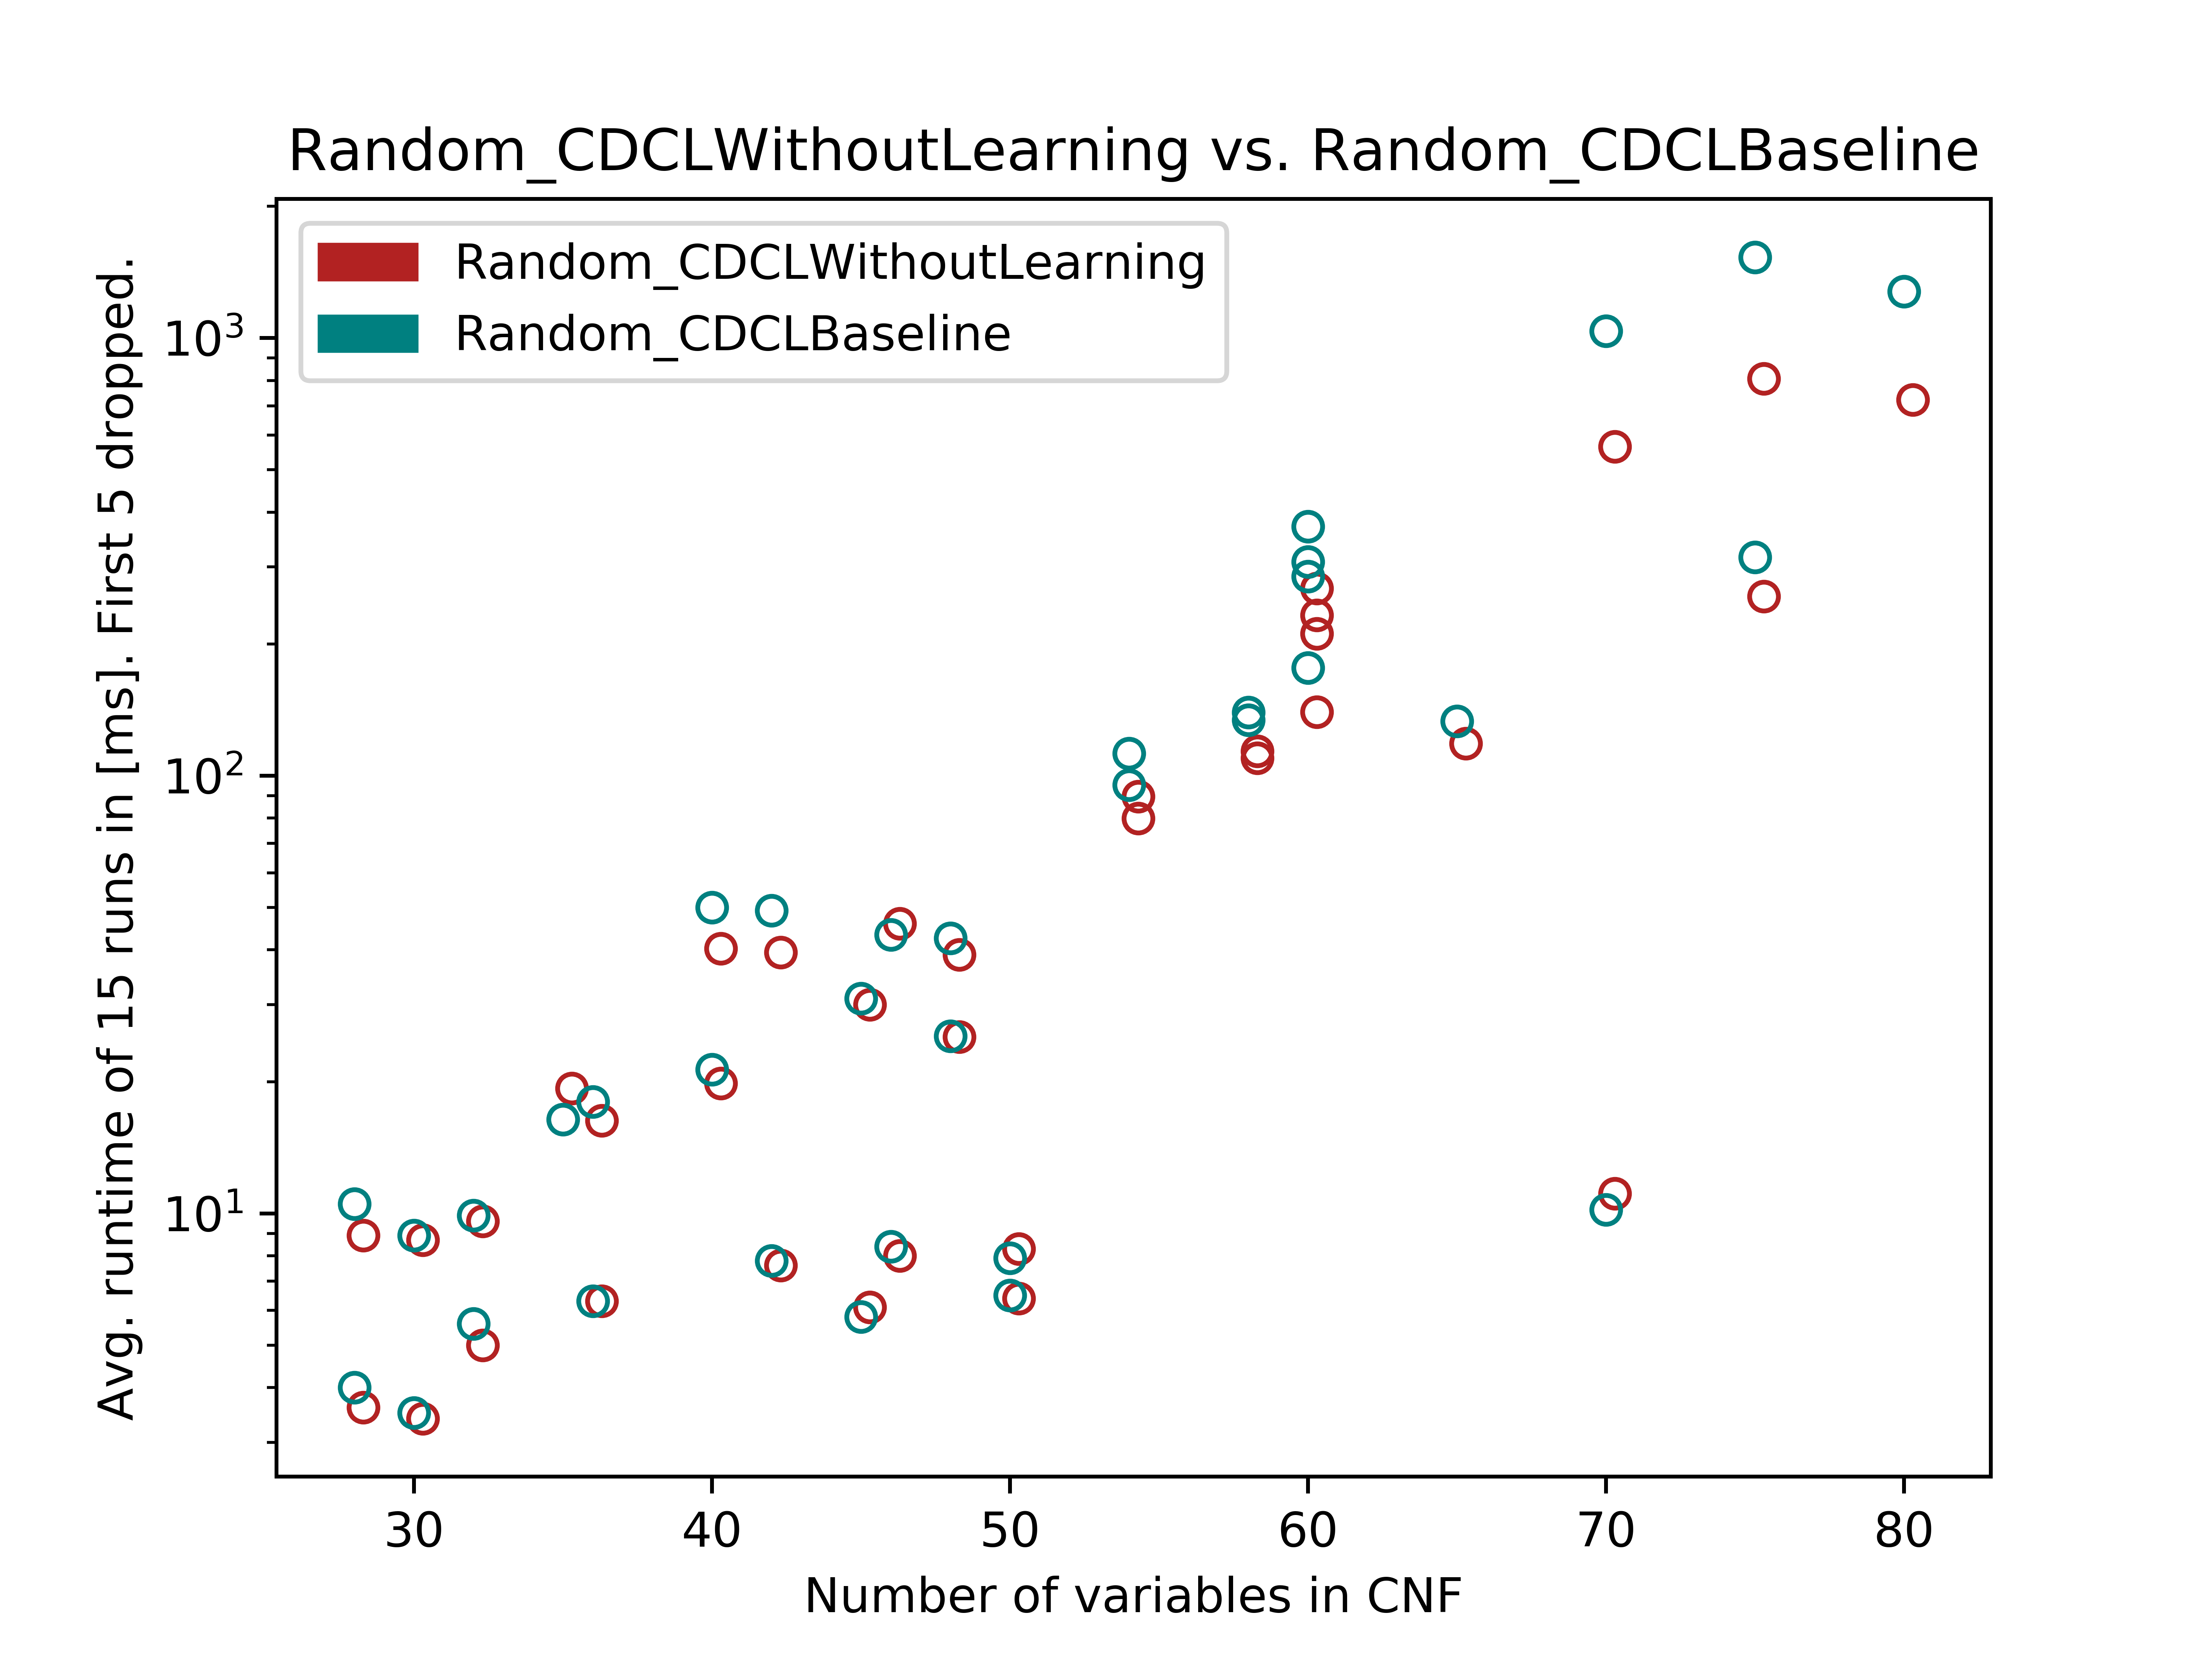 Random_CDCLWithoutLearning vs. Random_CDCLBaseline
Random_CDCLWithoutLearning
Random_CDCLBaseline
Avg. runtime of 15 runs in [ms]. First 5 dropped.
10³
10²
10¹
30 40 50 60 70 80
Number of variables in CNF